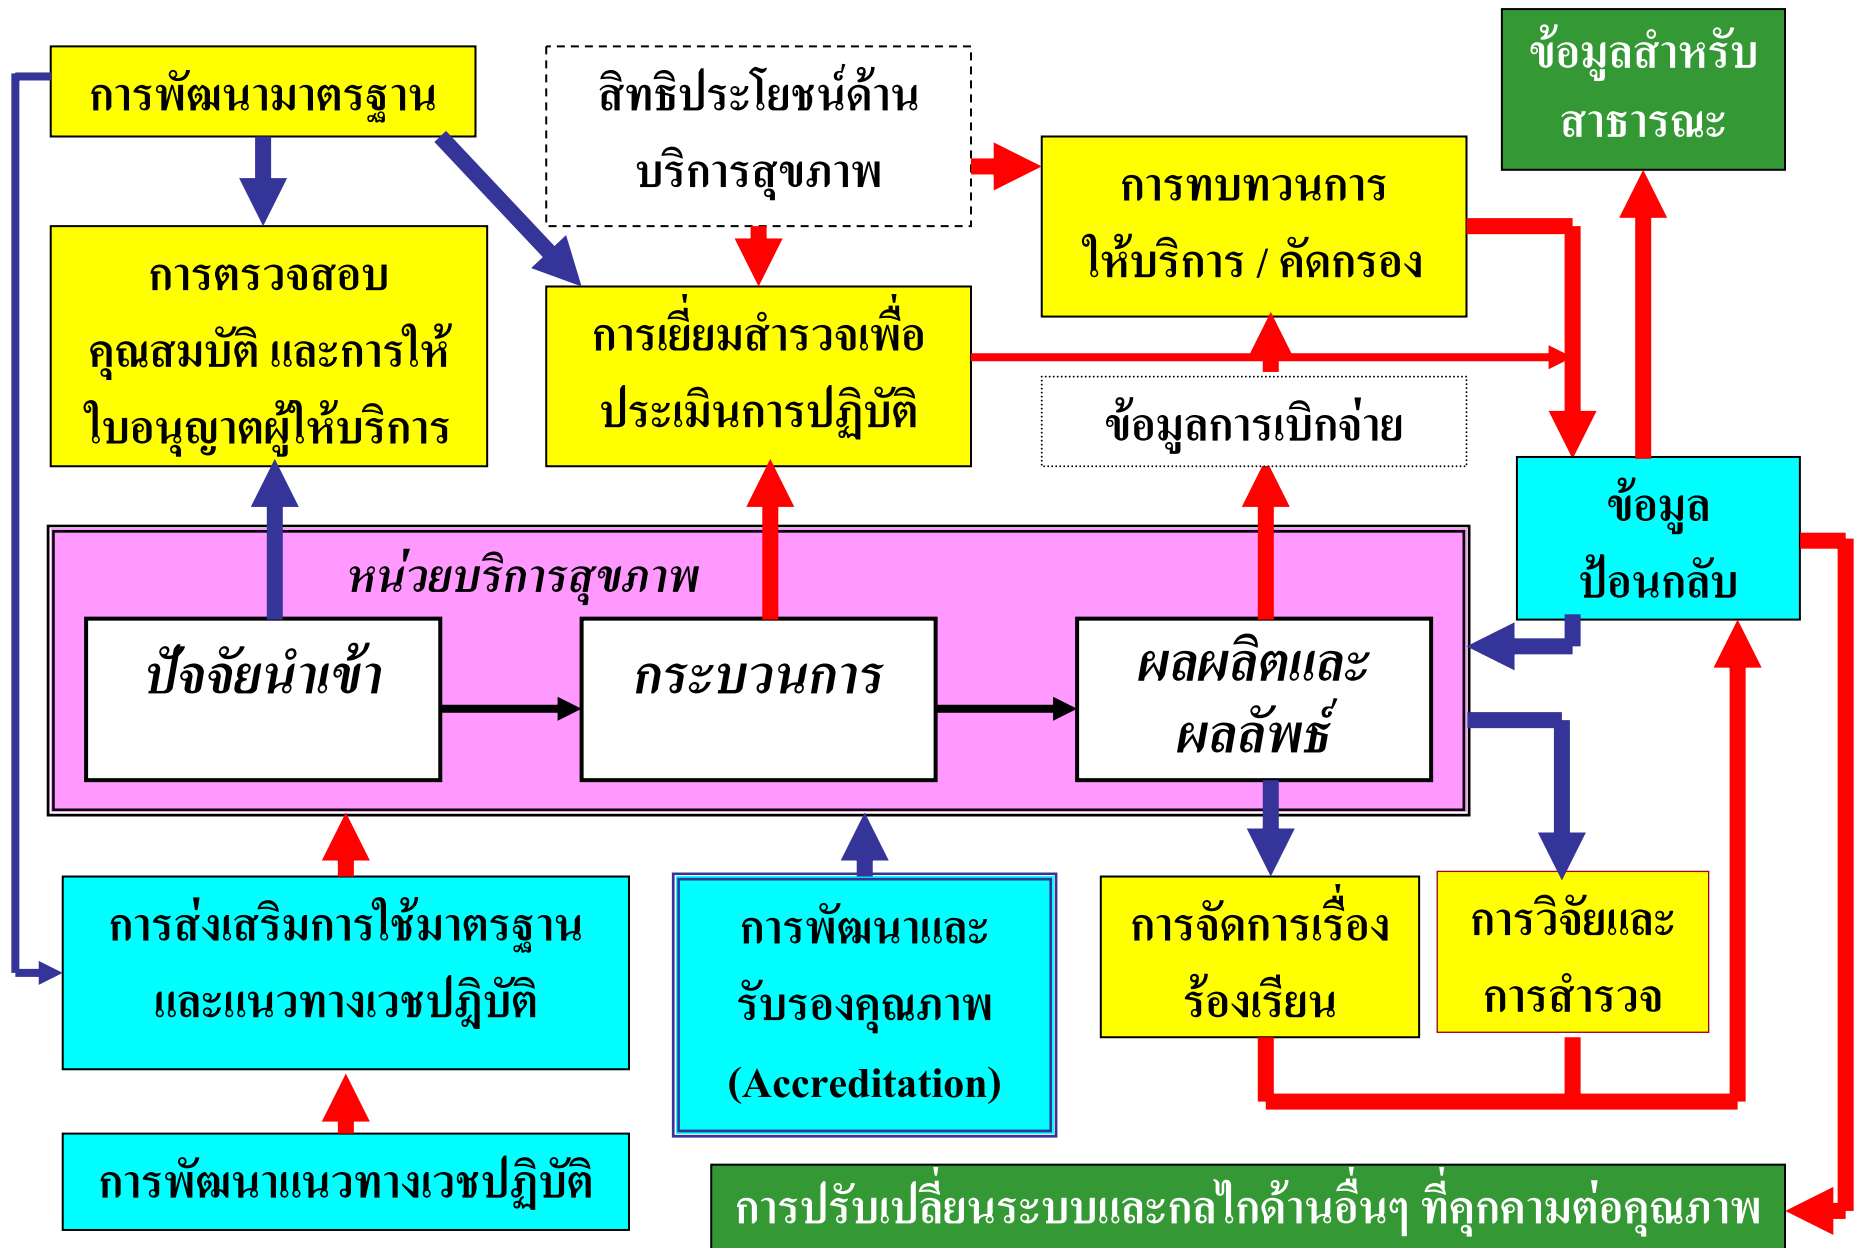 การพัฒนามาตรฐาน
สิทธิประโยชน์ด้าน
บริการสุขภาพ
ข้อมูลสำหรับ
สาธารณะ
การทบทวนการ
ให้บริการ / คัดกรอง
การตรวจสอบ
คุณสมบัติ และการให้
ใบอนุญาตผู้ให้บริการ
การเยี่ยมสำรวจเพื่อ
ประเมินการปฏิบัติ
ข้อมูลการเบิกจ่าย
ข้อมูล
ป้อนกลับ
หน่วยบริการสุขภาพ
ปัจจัยนำเข้า
กระบวนการ
ผลผลิตและ
ผลลัพธ์
การส่งเสริมการใช้มาตรฐาน
และแนวทางเวชปฎิบัติ
การพัฒนาและ
รับรองคุณภาพ
(Accreditation)
การจัดการเรื่อง
ร้องเรียน
การวิจัยและ
การสำรวจ
การพัฒนาแนวทางเวชปฏิบัติ
การปรับเปลี่ยนระบบและกลไกด้านอื่นๆ ที่คุกคามต่อคุณภาพ